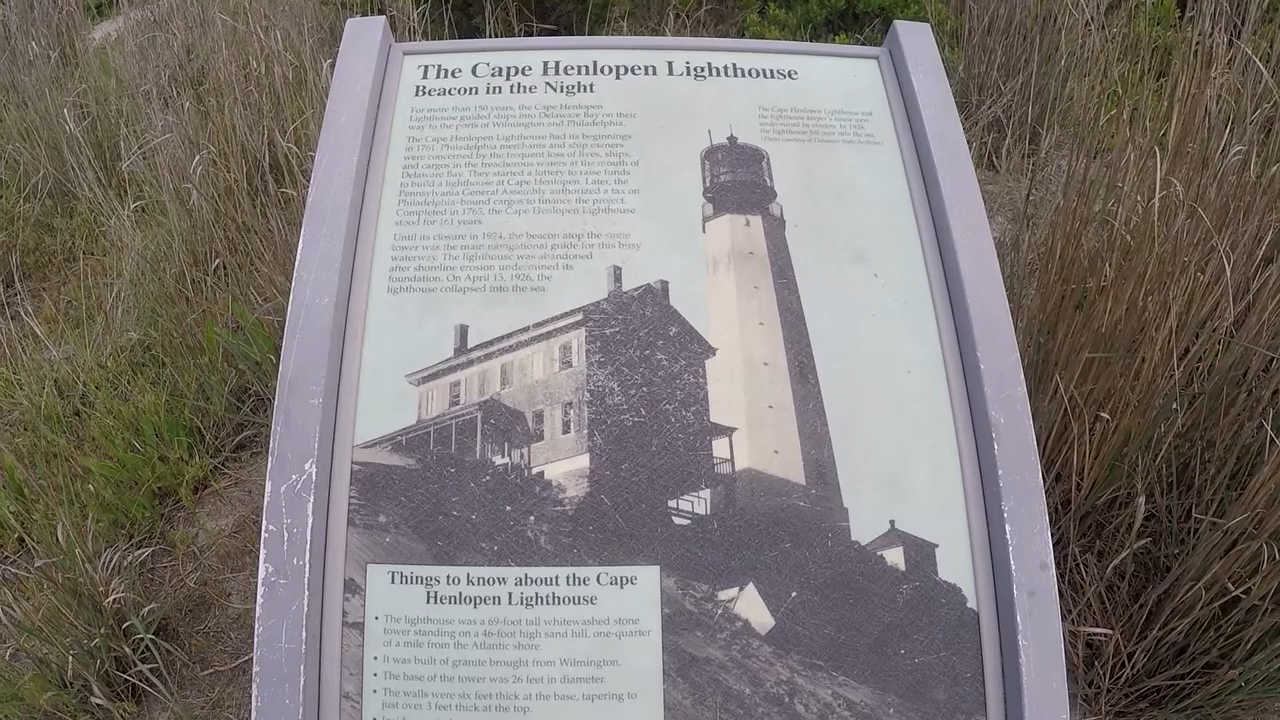 The Cape Henlopen Lighthouse
Beacon in the Night
For more than 150 years, the Cape Henlopen
Lighthouse guided ships into Delaware Bay on their
way to the ports of Wilmington and Philadelphia.
The Cape Henlopen Lighthouse had its beginnings
in 1761. Philadelphia merchants and ship owners
were concerned by the frequent loss of lives, ships,
and cargos in the treacherous waters at the mouth of
Delaware Bay. They started a lottery to raise funds
to build a lighthouse at Cape Henlopen. Later, the
Pennsylvania General Assembly authorized a tax on
Philadelphia-bound cargos to finance the project.
Completed in 1765, the Cape Henlopen Lighthouse
stood for 161 years.
Until its closure in 1924, the beacon atop the stone
tower was the main navigational guide for this busy
waterway. The lighthouse was abandoned
after shoreline erosion undermined its
foundation. On April 13, 1926, the
lighthouse collapsed into the sea.
The Cape Henlopen Lighthouse and
the lighthouse keeper's house were
undermined by erosion. In 1926,
the lighthouse fell over into the sea.
(Photo courtesy of Delaware State Archives)
Things to know about the Cape
Henlopen Lighthouse
• The lighthouse was a 69-foot tall whitewashed stone
tower standing on a 46-foot high sand hill, one-quarter
of a mile from the Atlantic shore.
• It was built of granite brought from Wilmington.
• The base of the tower was 26 feet in diameter.
• The walls were six feet thick at the base, tapering to
just over 3 feet thick at the top.